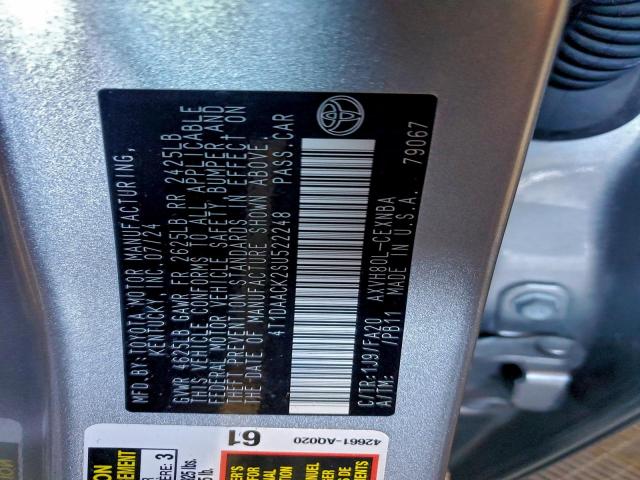 MFD. BY: TOYOTA MOTOR MANUFACTURING,
KENTUCKY, INC. 07/24
GVWR 4625LB GAWR FR 2625LB RR 2425LB
THIS VEHICLE CONFORMS TO ALL APPLICABLE
FEDERAL MOTOR VEHICLE SAFETY, BUMPER AND
THEFT PREVENTION STANDARDS IN EFFECT ON
THE DATE OF MANUFACTURE SHOWN ABOVE.
4T1DAACK2SU522248 PASS.CAR
C/TR:1J9/FA20 AXVH80L-CEXNBA
A/TM: /PB11 MADE IN U.S.A. 79067
42661-AQ020
61